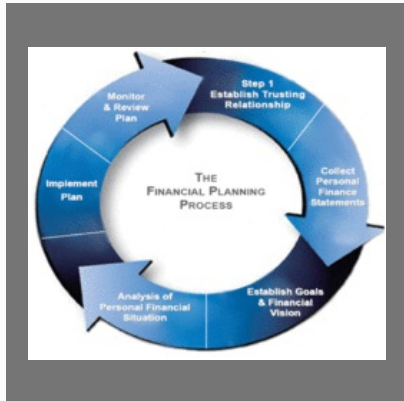 Step 1
Establish Trusting
Relationship
Collect
Personal
Finance
Statements
Establish Goals
& Financial
Vision
Analysis of
Personal Financial
Situation
Implement
Plan
Monitor
& Review
Plan
THE
FINANCIAL PLANNING
PROCESS